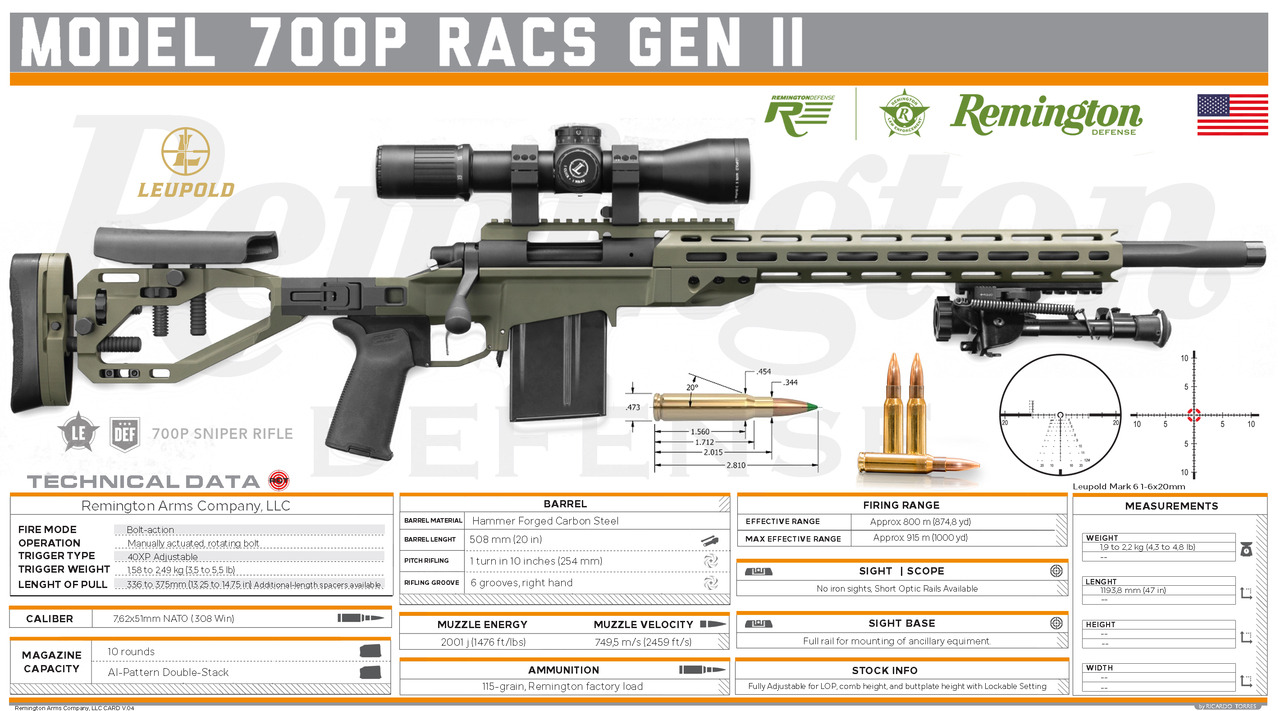 MODEL 700P RACS GEN II
REMINGTONDEFENSE
Remington
DEFENSE
LEUPOLD
Remington
DEFENSE
LE
DEF
700P SNIPER RIFLE
.473
20°
.454
.344
1.560
1.712
2.015
2.810
20
20
10
5
10
5
5
10
5
10
Leupold Mark 6 1-6x20mm
TECHNICAL DATA
Remington Arms Company, LLC
FIRE MODE Bolt-action
OPERATION Manually actuated, rotating bolt
TRIGGER TYPE 40XP Adjustable
TRIGGER WEIGHT 1,58 to 2,49 kg (3,5 to 5,5 lb)
LENGHT OF PULL 336 to 375mm (13.25 to 14.75 in) Additional-length spacers available.
CALIBER 7,62x51mm NATO (308 Win)
MAGAZINE CAPACITY
10 rounds
AI-Pattern Double-Stack
BARREL
BARREL MATERIAL Hammer Forged Carbon Steel
BARREL LENGHT 508 mm (20 in)
PITCH RIFLING 1 turn in 10 inches (254 mm)
RIFLING GROOVE 6 grooves, right hand
MUZZLE ENERGY MUZZLE VELOCITY
2001 j (1476 ft/lbs) 749,5 m/s (2459 ft/s)
AMMUNITION
115-grain, Remington factory load
FIRING RANGE
EFFECTIVE RANGE Approx 800 m (874,8 yd)
MAX EFFECTIVE RANGE Approx 915 m (1000 yd)
SIGHT | SCOPE
No iron sights, Short Optic Rails Available
SIGHT BASE
Full rail for mounting of ancillary equiment.
STOCK INFO
Fully Adjustable for LOP, comb height, and buttplate height with Lockable Setting
MEASUREMENTS
WEIGHT
1,9 to 2,2 kg (4,3 to 4,8 lb)
--
LENGHT
1193,8 mm (47 in)
--
HEIGHT
--
--
WIDTH
--
--
Remington Arms Company, LLC CARD V.04
by RICARDO TORRES